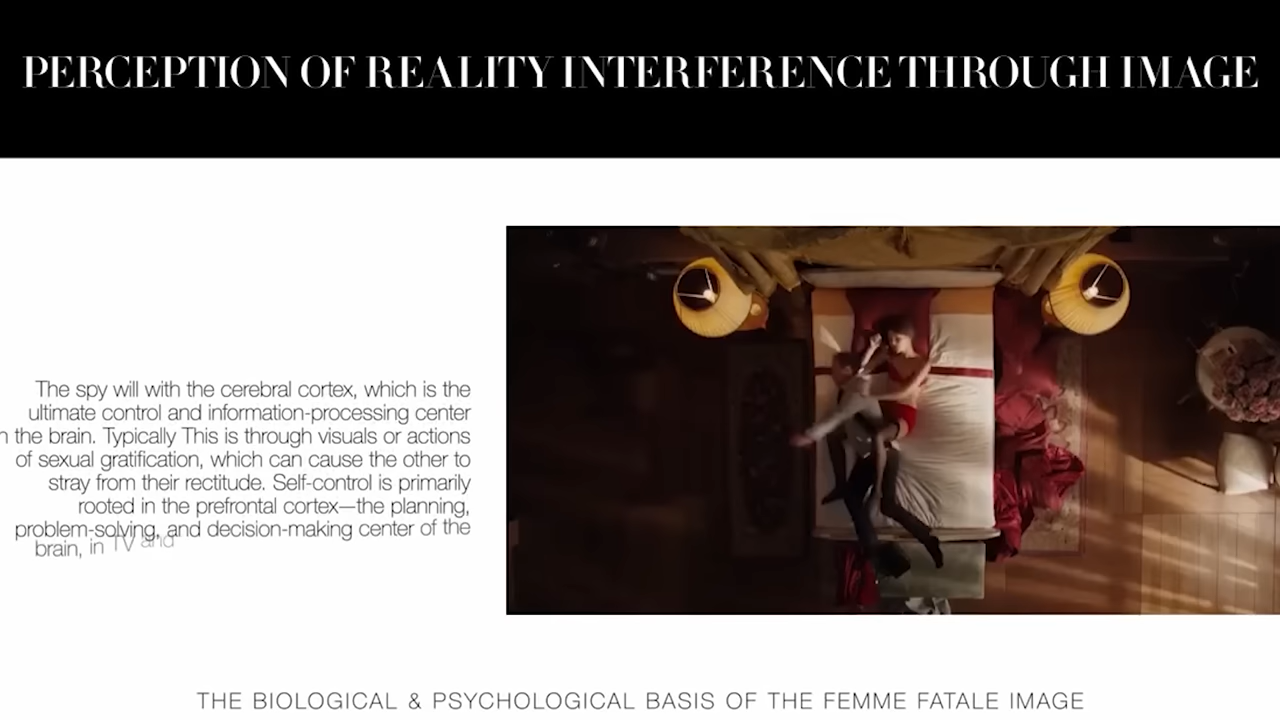 PERCEPTION OF REALITY INTERFERENCE THROUGH IMAGE
The spy will with the cerebral cortex, which is the
ultimate control and information-processing center
the brain. Typically This is through visuals or actions
of sexual gratification, which can cause the other to
stray from their rectitude. Self-control is primarily
rooted in the prefrontal cortex—the planning,
problem-solving, and decision-making center of the
brain, in TV and
THE BIOLOGICAL & PSYCHOLOGICAL BASIS OF THE FEMME FATALE IMAGE